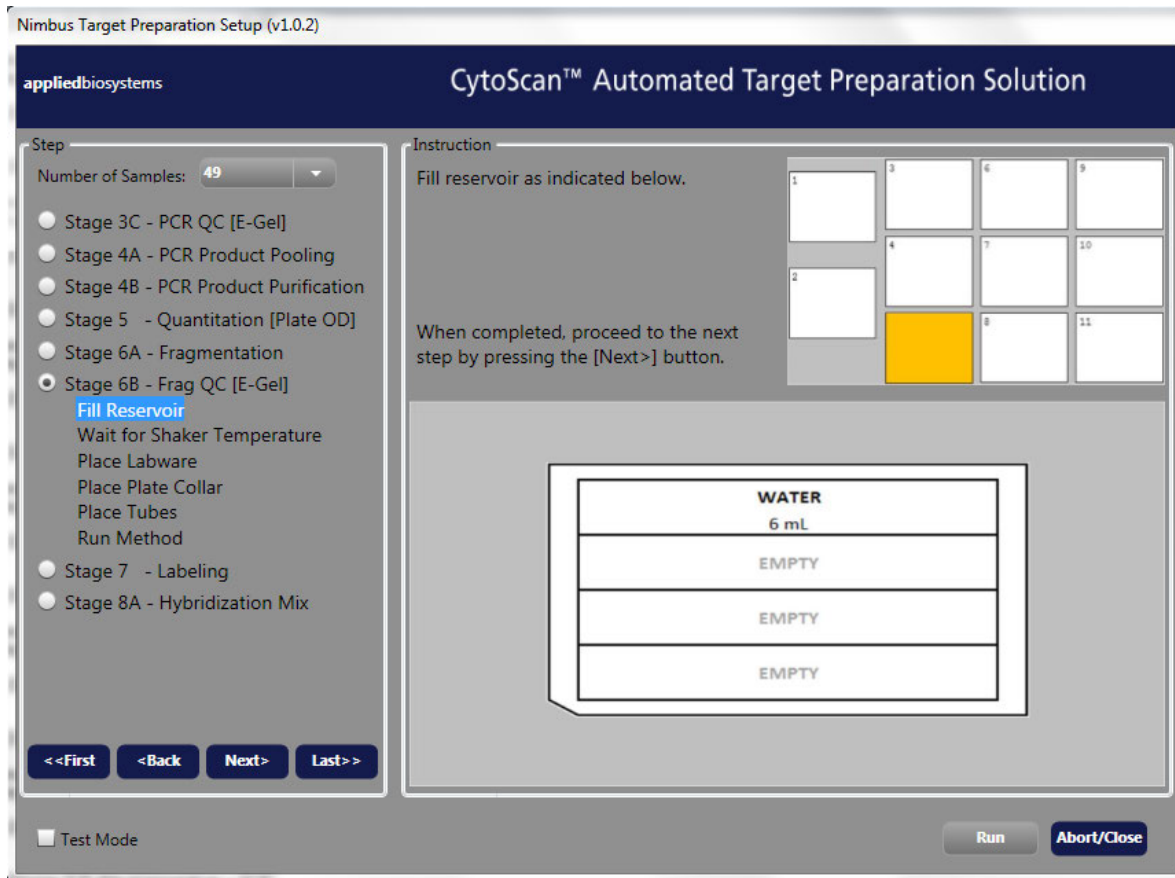 Nimbus Target Preparation Setup (v1.0.2)
appliedbiosystems
CytoScan™ Automated Target Preparation Solution
Step
Number of Samples: 49
Stage 3C - PCR QC [E-Gel]
Stage 4A - PCR Product Pooling
Stage 4B - PCR Product Purification
Stage 5 - Quantitation [Plate OD]
Stage 6A - Fragmentation
Stage 6B - Frag QC [E-Gel]
Fill Reservoir
Wait for Shaker Temperature
Place Labware
Place Plate Collar
Place Tubes
Run Method
Stage 7 - Labeling
Stage 8A - Hybridization Mix
<<First <Back Next> Last>>
Instruction
Fill reservoir as indicated below.
When completed, proceed to the next
step by pressing the [Next>] button.
1 3 6 9
4 7 10
2
8 11
WATER
6 mL
EMPTY
EMPTY
EMPTY
Test Mode
Run Abort/Close